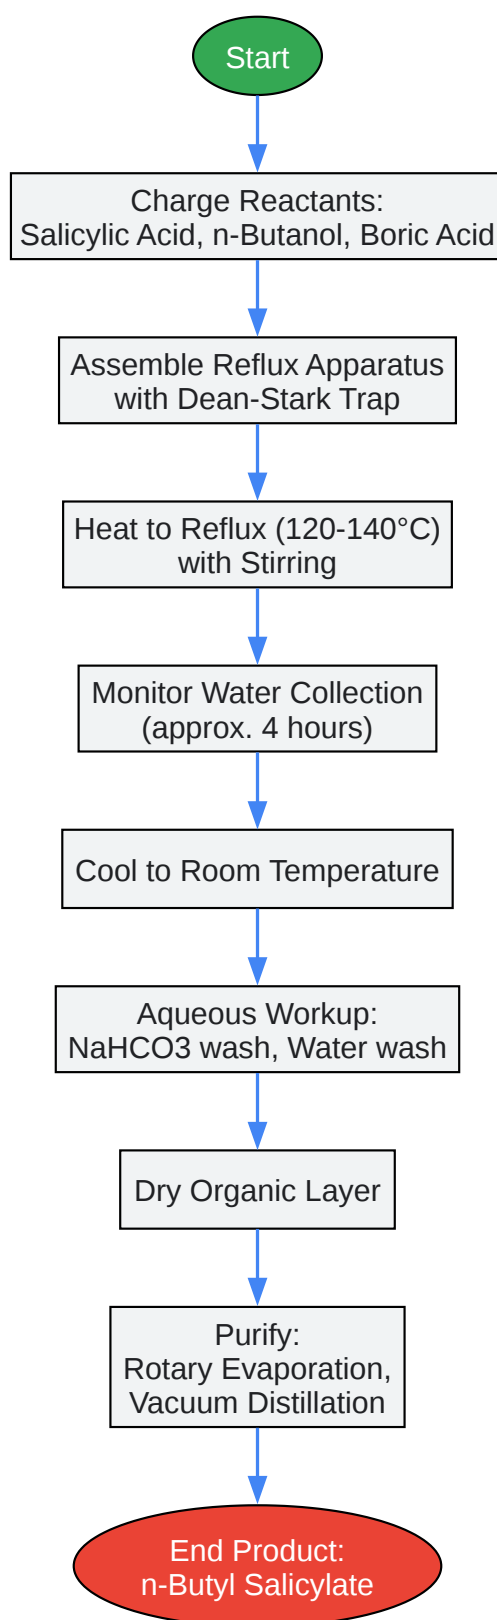 Start
Charge Reactants:
Salicylic Acid, n-Butanol, Boric Acid
Assemble Reflux Apparatus
with Dean-Stark Trap
Heat to Reflux (120-140°C)
with Stirring
Monitor Water Collection
(approx. 4 hours)
Cool to Room Temperature
Aqueous Workup:
NaHCO3 wash, Water wash
Dry Organic Layer
Purify:
Rotary Evaporation,
Vacuum Distillation
End Product:
n-Butyl Salicylate